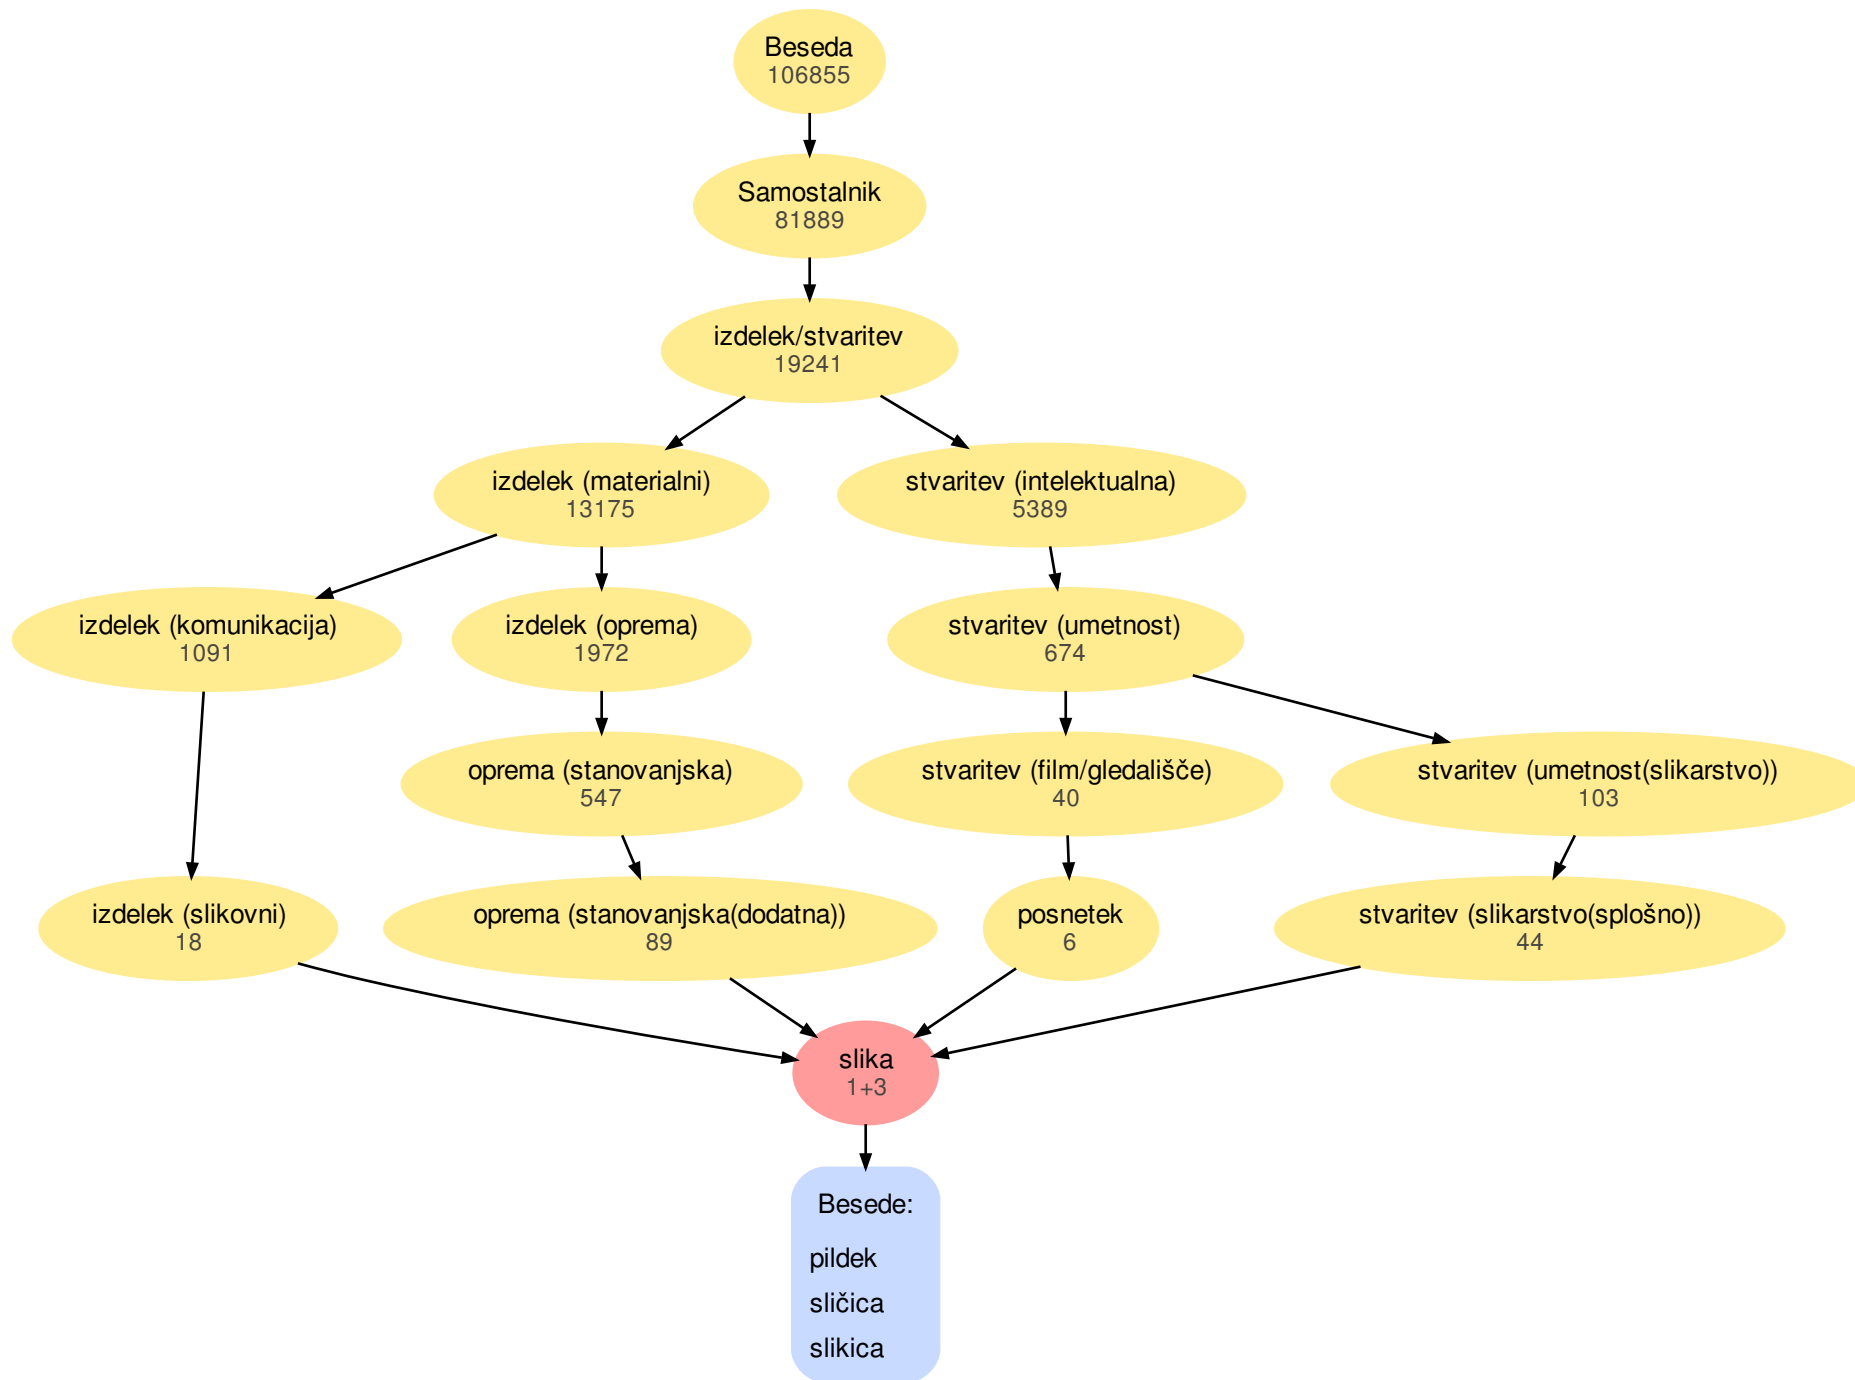 Beseda
106855
Samostalnik
81889
izdelek/stvaritev
19241
izdelek (materialni)
13175
stvaritev (intelektualna)
5389
izdelek (komunikacija)
1091
izdelek (oprema)
1972
stvaritev (umetnost)
674
oprema (stanovanjska)
547
stvaritev (film/gledališče)
40
stvaritev (umetnost(slikarstvo))
103
izdelek (slikovni)
18
oprema (stanovanjska(dodatna))
89
posnetek
6
stvaritev (slikarstvo(splošno))
44
slika
1+3
Besede:
pildek
sličica
slikica